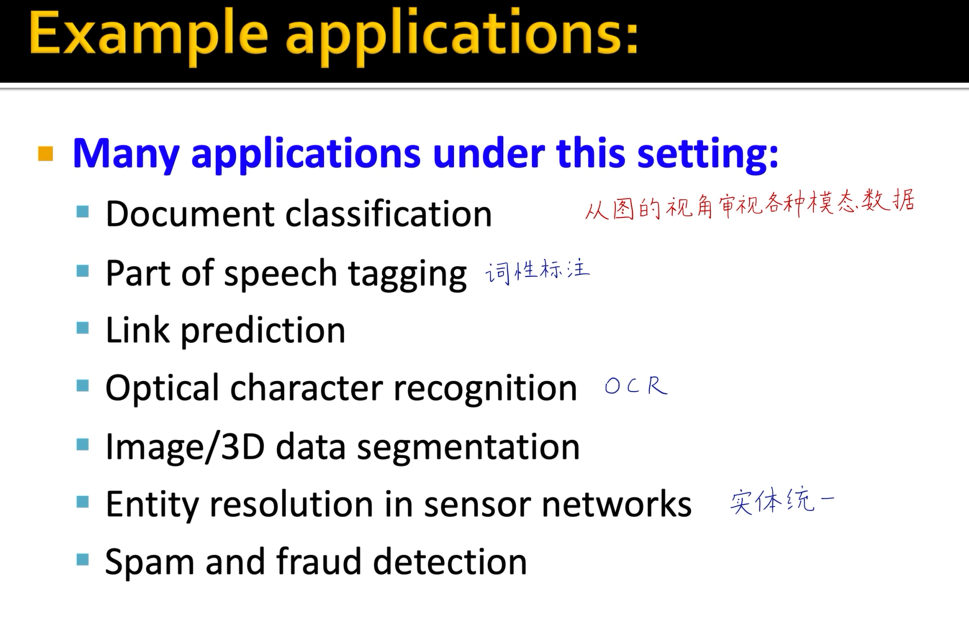 Example applications:
Many applications under this setting:
Document classification 从图的视角审视各种模态数据
Part of speech tagging 词性标注
Link prediction
Optical character recognition OCR
Image/3D data segmentation
Entity resolution in sensor networks 实体统一
Spam and fraud detection